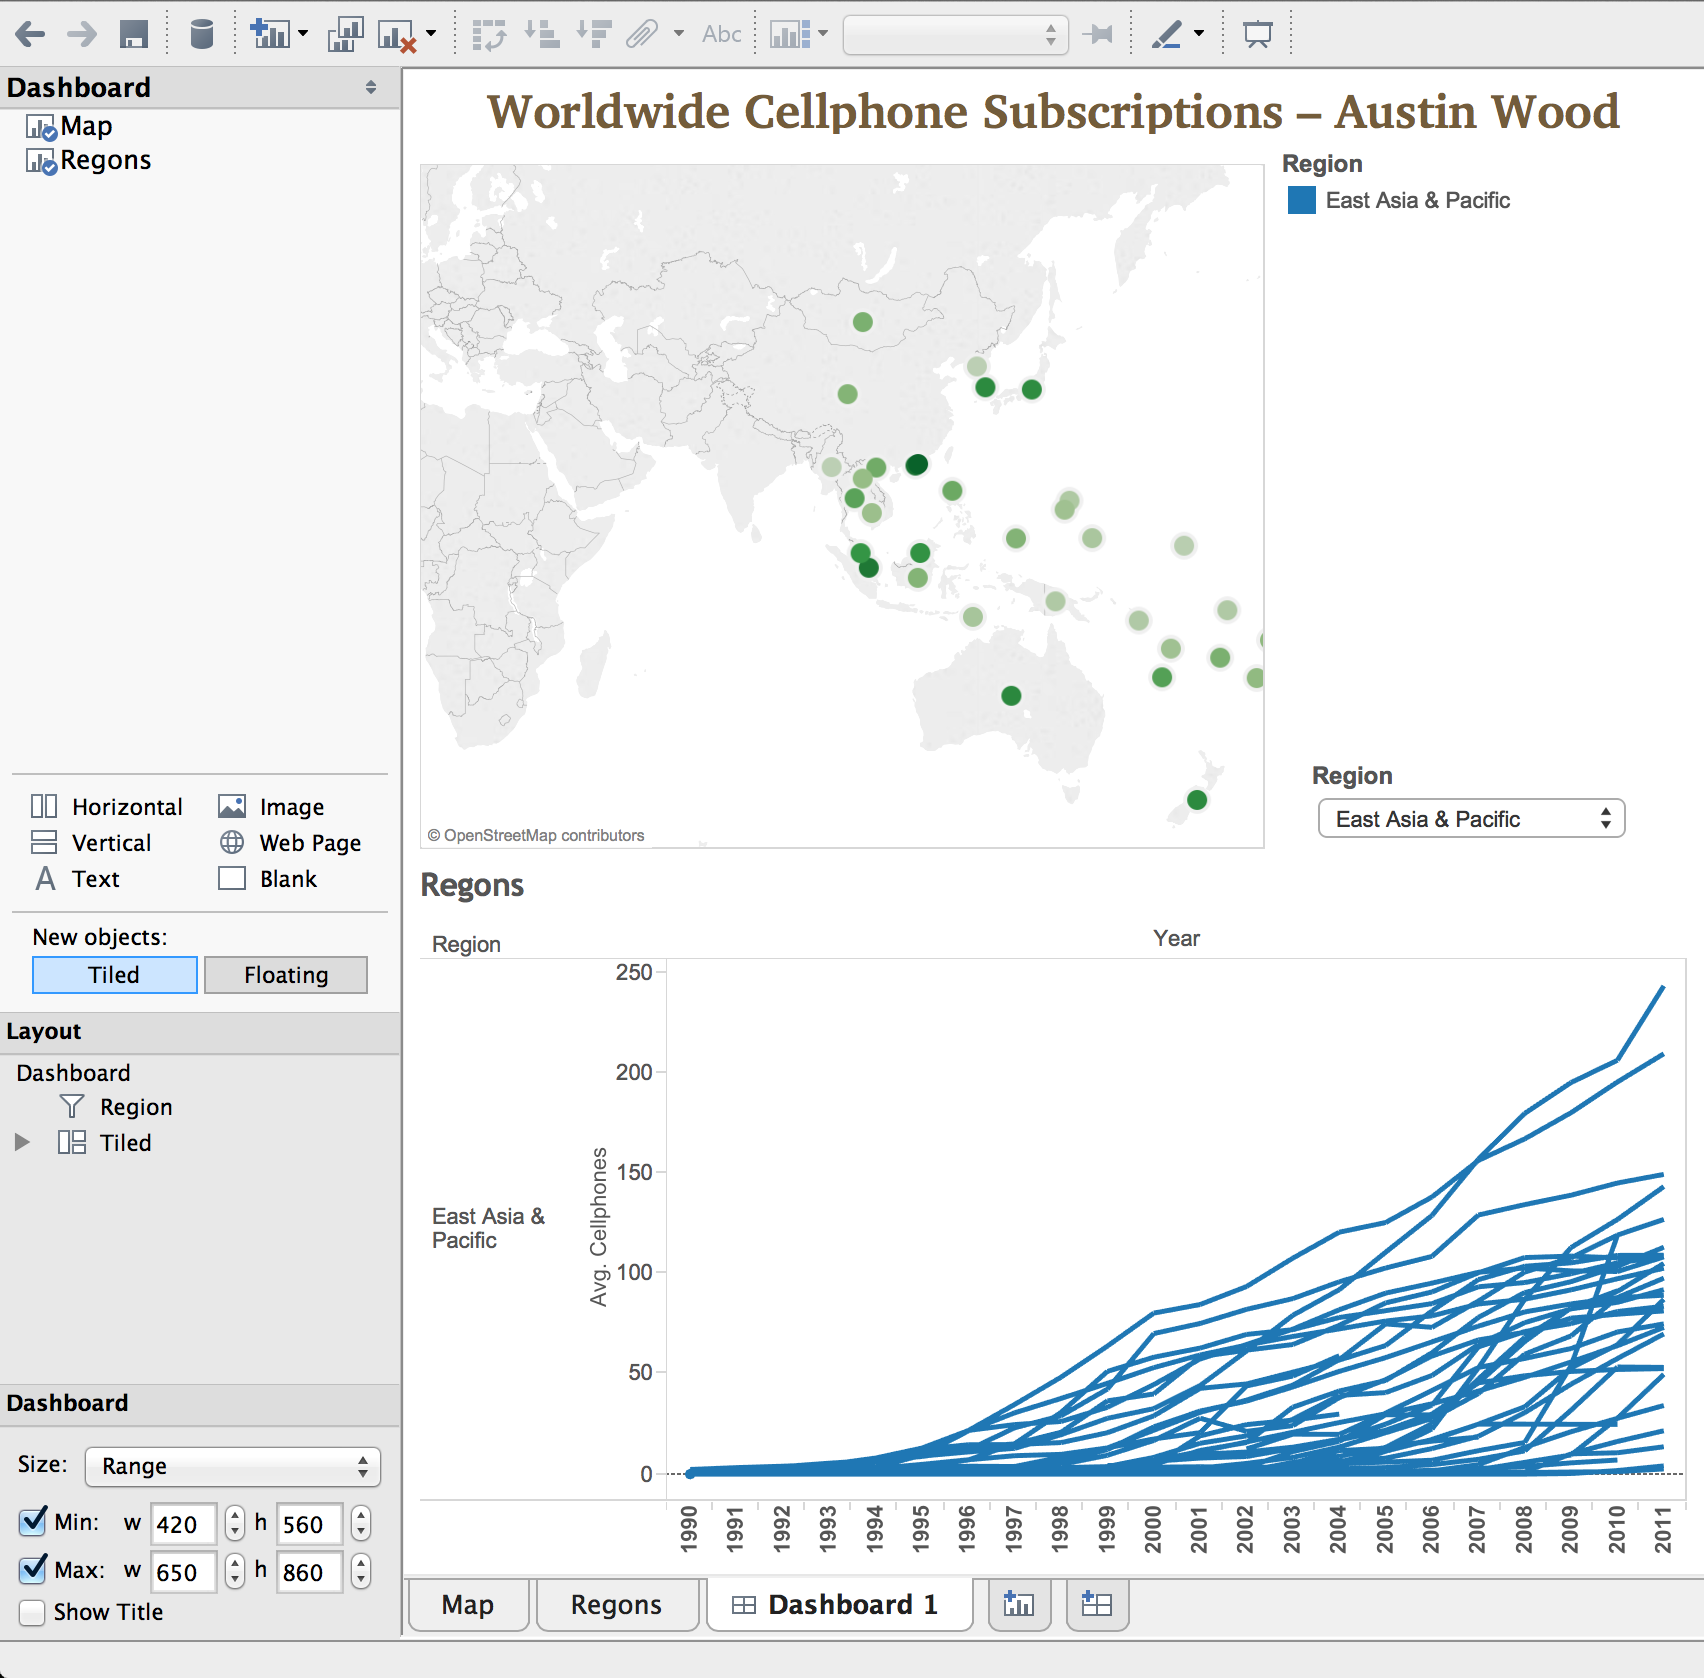 Abc
Dashboard
Map
Regons
Horizontal
Image
Vertical
Web Page
Text
Blank
New objects:
Tiled
Floating
Layout
Dashboard
Region
Tiled
Dashboard
Size: Range
Min: w 420 h 560
Max: w 650 h 860
Show Title
Worldwide Cellphone Subscriptions – Austin Wood
Region
East Asia & Pacific
© OpenStreetMap contributors
Region
East Asia & Pacific
Regons
Region
Year
East Asia &
Pacific
Avg. Cellphones
250
200
150
100
50
0
1990 1991 1992 1993 1994 1995 1996 1997 1998 1999 2000 2001 2002 2003 2004 2005 2006 2007 2008 2009 2010 2011
Map
Regons
Dashboard 1